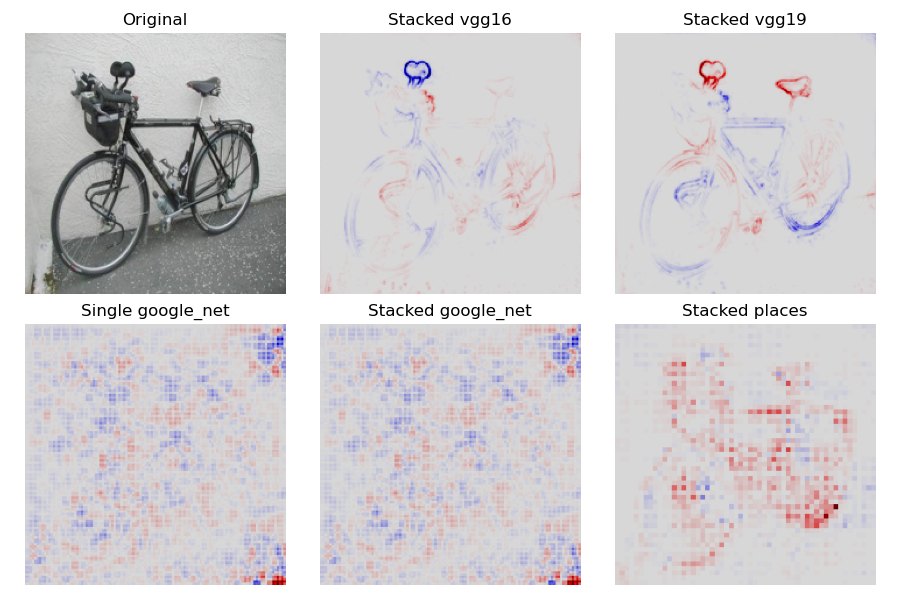 Original
Stacked vgg16
Stacked vgg19
Single google_net
Stacked google_net
Stacked places